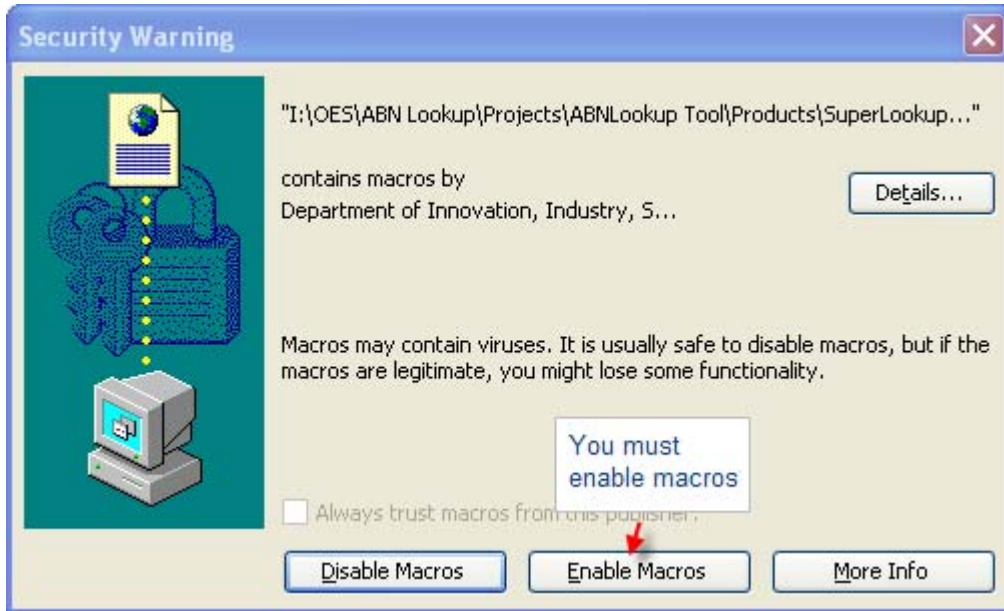 Security Warning
"I:\OES\ABN Lookup\Projects\ABNLookup Tool\Products\SuperLookup..."
contains macros by
Department of Innovation, Industry, S...
Details...
Macros may contain viruses. It is usually safe to disable macros, but if the
macros are legitimate, you might lose some functionality.
You must
enable macros
Always trust macros from this publisher.
Disable Macros
Enable Macros
More Info